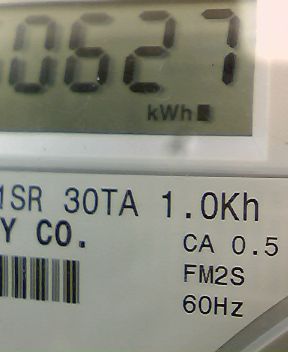 0627
kWh
1SR 30TA 1.0Kh
Y CO.
CA 0.5
FM2S
60Hz